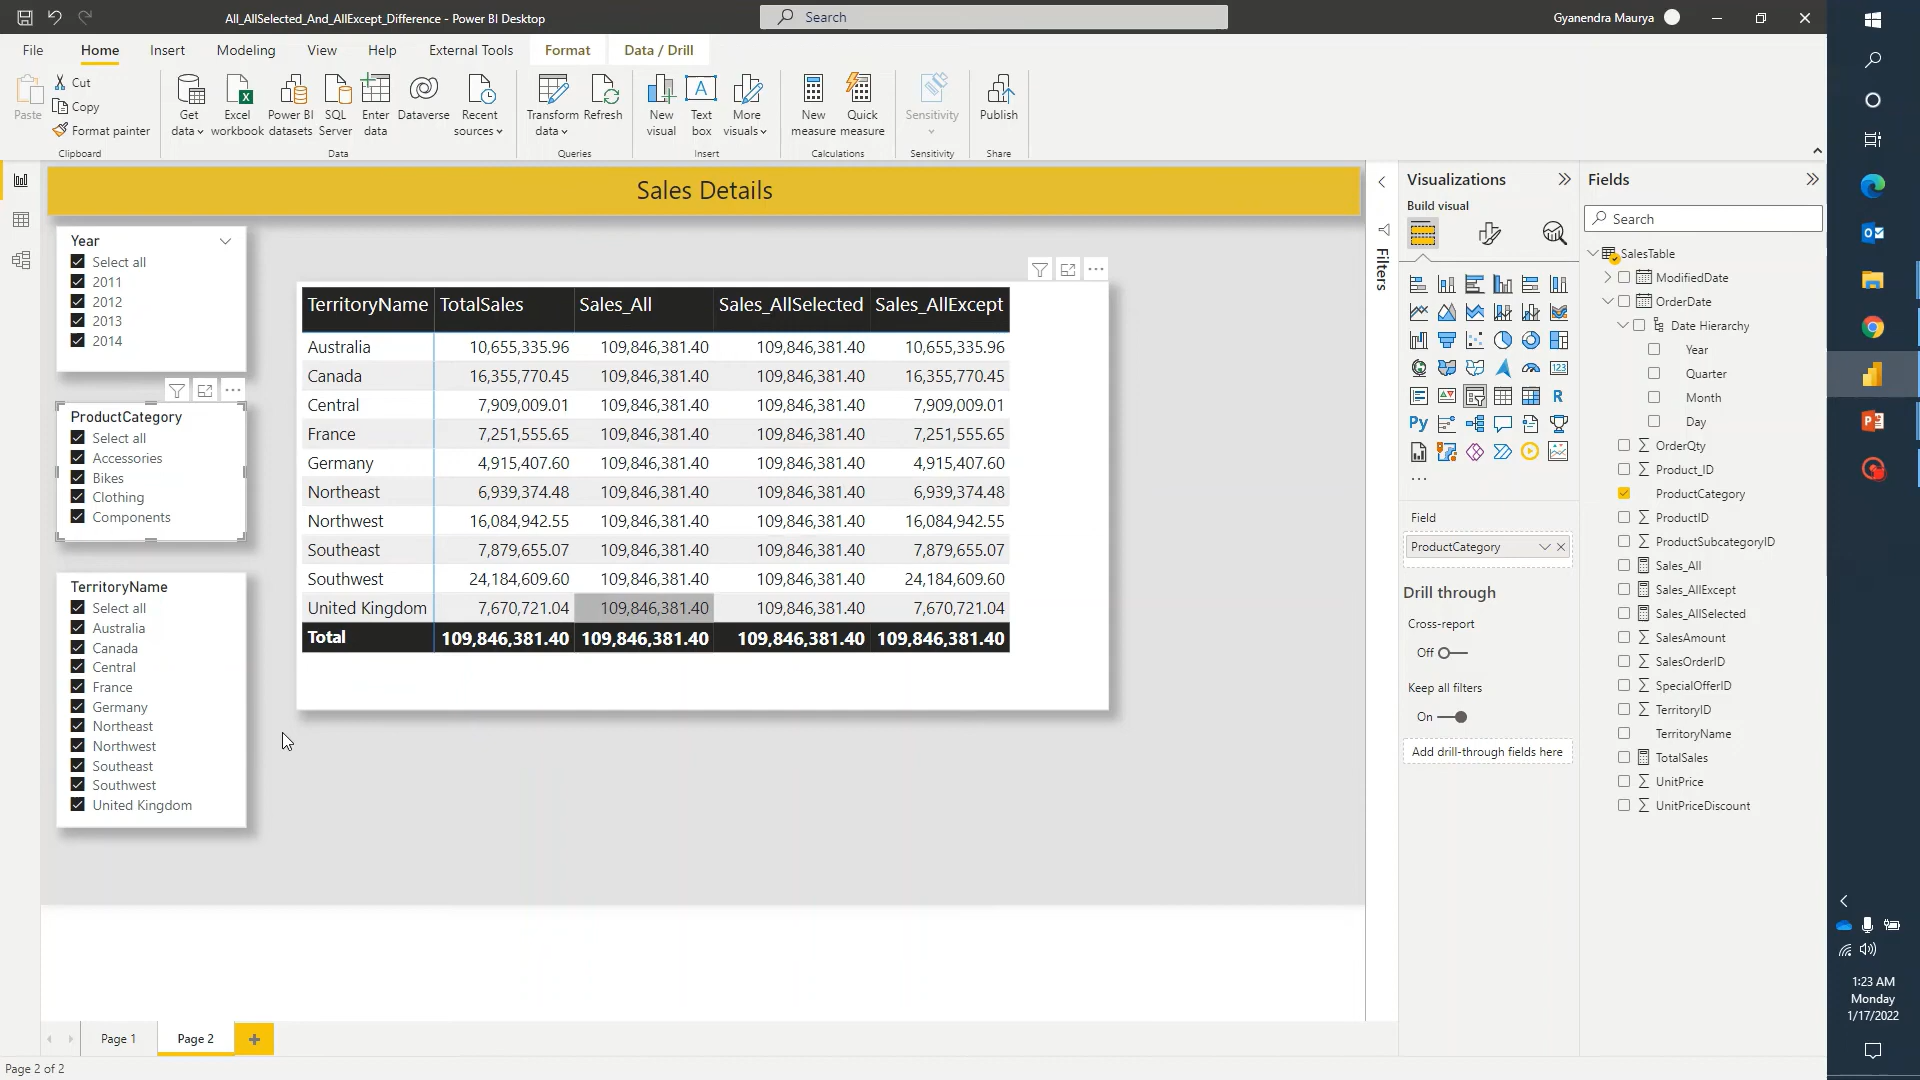 All_AllSelected_And_AllExcept_Difference - Power BI Desktop
Search
Gyanendra Maurya
File
Home
Insert
Modeling
View
Help
External Tools
Format
Data / Drill
Paste
Cut
Copy
Format painter
Clipboard
Get data
Excel workbook
Power BI datasets
SQL Server
Enter data
Dataverse
Recent sources
Data
Transform data
Refresh
Queries
New visual
Text box
More visuals
Insert
New measure
Quick measure
Calculations
Sensitivity
Sensitivity
Publish
Share
Sales Details
Year
Select all
2011
2012
2013
2014
ProductCategory
Select all
Accessories
Bikes
Clothing
Components
TerritoryName
Select all
Australia
Canada
Central
France
Germany
Northeast
Northwest
Southeast
Southwest
United Kingdom
TerritoryName TotalSales Sales_All Sales_AllSelected Sales_AllExcept
Australia 10,655,335.96 109,846,381.40 109,846,381.40 10,655,335.96
Canada 16,355,770.45 109,846,381.40 109,846,381.40 16,355,770.45
Central 7,909,009.01 109,846,381.40 109,846,381.40 7,909,009.01
France 7,251,555.65 109,846,381.40 109,846,381.40 7,251,555.65
Germany 4,915,407.60 109,846,381.40 109,846,381.40 4,915,407.60
Northeast 6,939,374.48 109,846,381.40 109,846,381.40 6,939,374.48
Northwest 16,084,942.55 109,846,381.40 109,846,381.40 16,084,942.55
Southeast 7,879,655.07 109,846,381.40 109,846,381.40 7,879,655.07
Southwest 24,184,609.60 109,846,381.40 109,846,381.40 24,184,609.60
United Kingdom 7,670,721.04 109,846,381.40 109,846,381.40 7,670,721.04
Total 109,846,381.40 109,846,381.40 109,846,381.40 109,846,381.40
Filters
Visualizations
Build visual
123
R
Py
Field
ProductCategory
Drill through
Cross-report
Off
Keep all filters
On
Add drill-through fields here
Fields
Search
SalesTable
ModifiedDate
OrderDate
Date Hierarchy
Year
Quarter
Month
Day
OrderQty
Product_ID
ProductCategory
ProductID
ProductSubcategoryID
Sales_All
Sales_AllExcept
Sales_AllSelected
SalesAmount
SalesOrderID
SpecialOfferID
TerritoryID
TerritoryName
TotalSales
UnitPrice
UnitPriceDiscount
Page 1
Page 2
Page 2 of 2
1:23 AM
Monday
1/17/2022